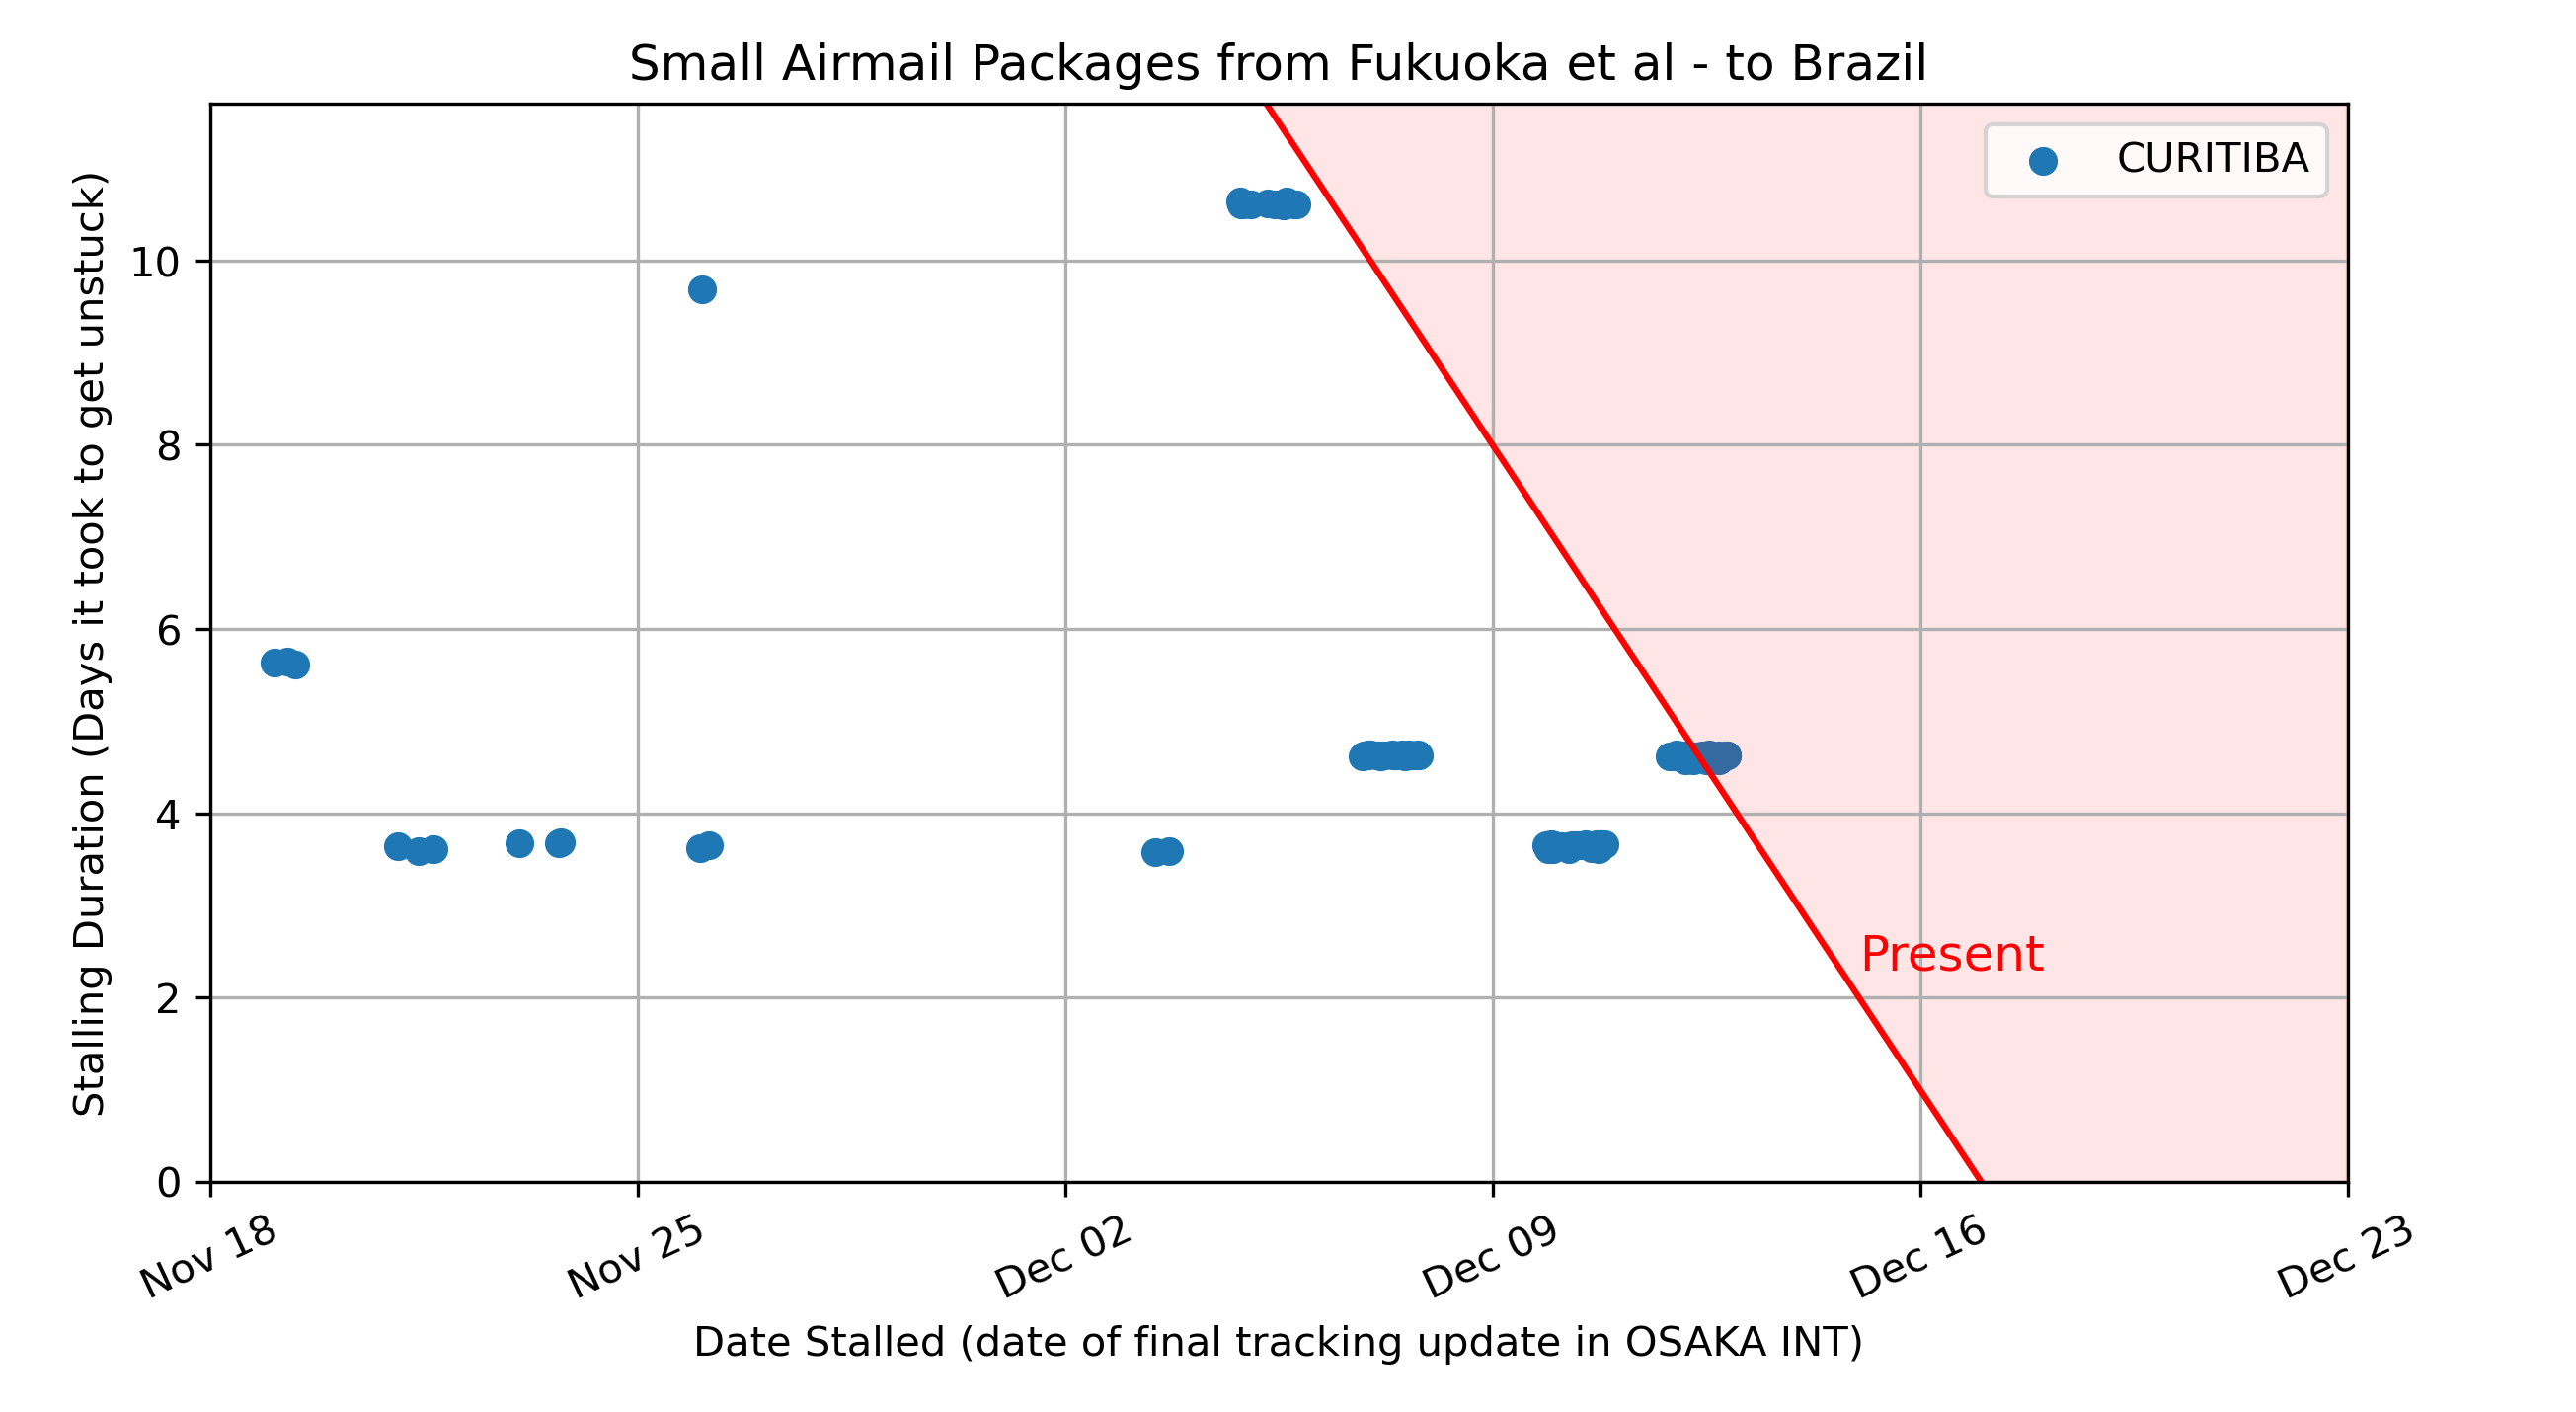 Small Airmail Packages from Fukuoka et al - to Brazil
CURITIBA
Stalling Duration (Days it took to get unstuck)
10
8
6
4
2
0
Present
Nov 18
Nov 25
Dec 02
Dec 09
Dec 16
Dec 23
Date Stalled (date of final tracking update in OSAKA INT)